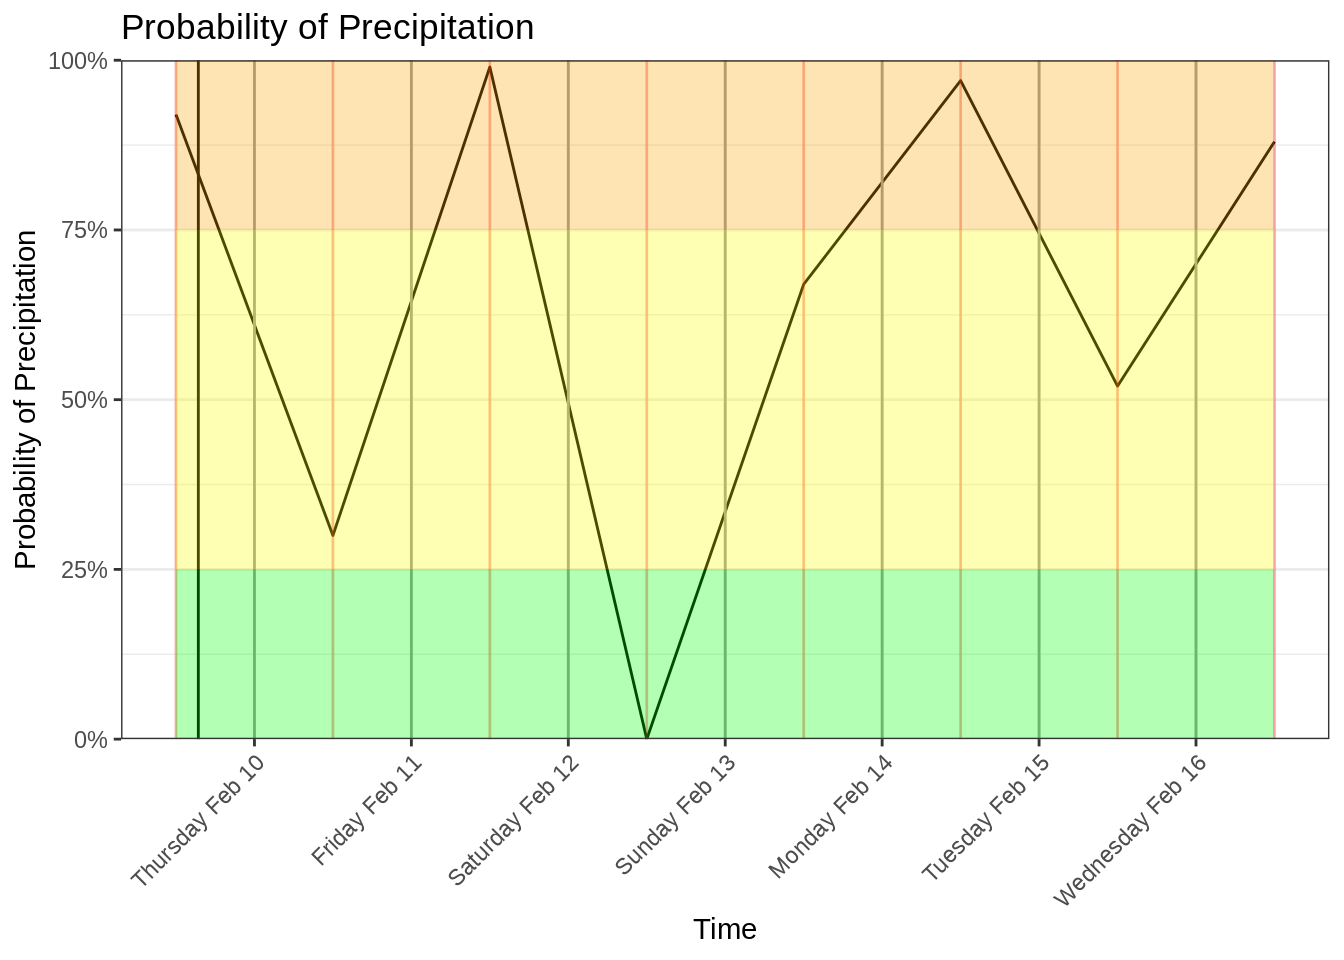 Probability of Precipitation
100%
75%
50%
25%
0%
Probability of Precipitation
Thursday Feb 10
Friday Feb 11
Saturday Feb 12
Sunday Feb 13
Monday Feb 14
Tuesday Feb 15
Wednesday Feb 16
Time